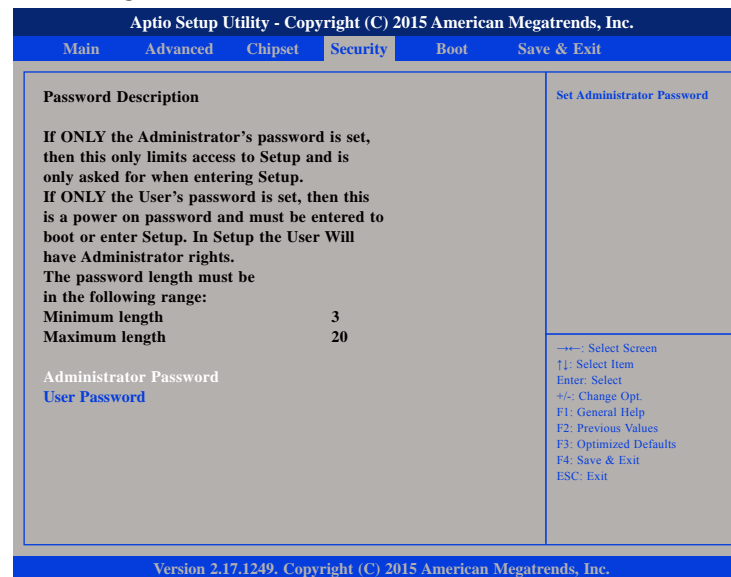 Aptio Setup Utility - Copyright (C) 2015 American Megatrends, Inc.
Main Advanced Chipset Security Boot Save & Exit
Password Description
If ONLY the Administrator's password is set,
then this only limits access to Setup and is
only asked for when entering Setup.
If ONLY the User's password is set, then this
is a power on password and must be entered to
boot or enter Setup. In Setup the User Will
have Administrator rights.
The password length must be
in the following range:
Minimum length 3
Maximum length 20
Administrator Password
User Password
Set Administrator Password
→←: Select Screen
↑↓: Select Item
Enter: Select
+/-: Change Opt.
F1: General Help
F2: Previous Values
F3: Optimized Defaults
F4: Save & Exit
ESC: Exit
Version 2.17.1249. Copyright (C) 2015 American Megatrends, Inc.